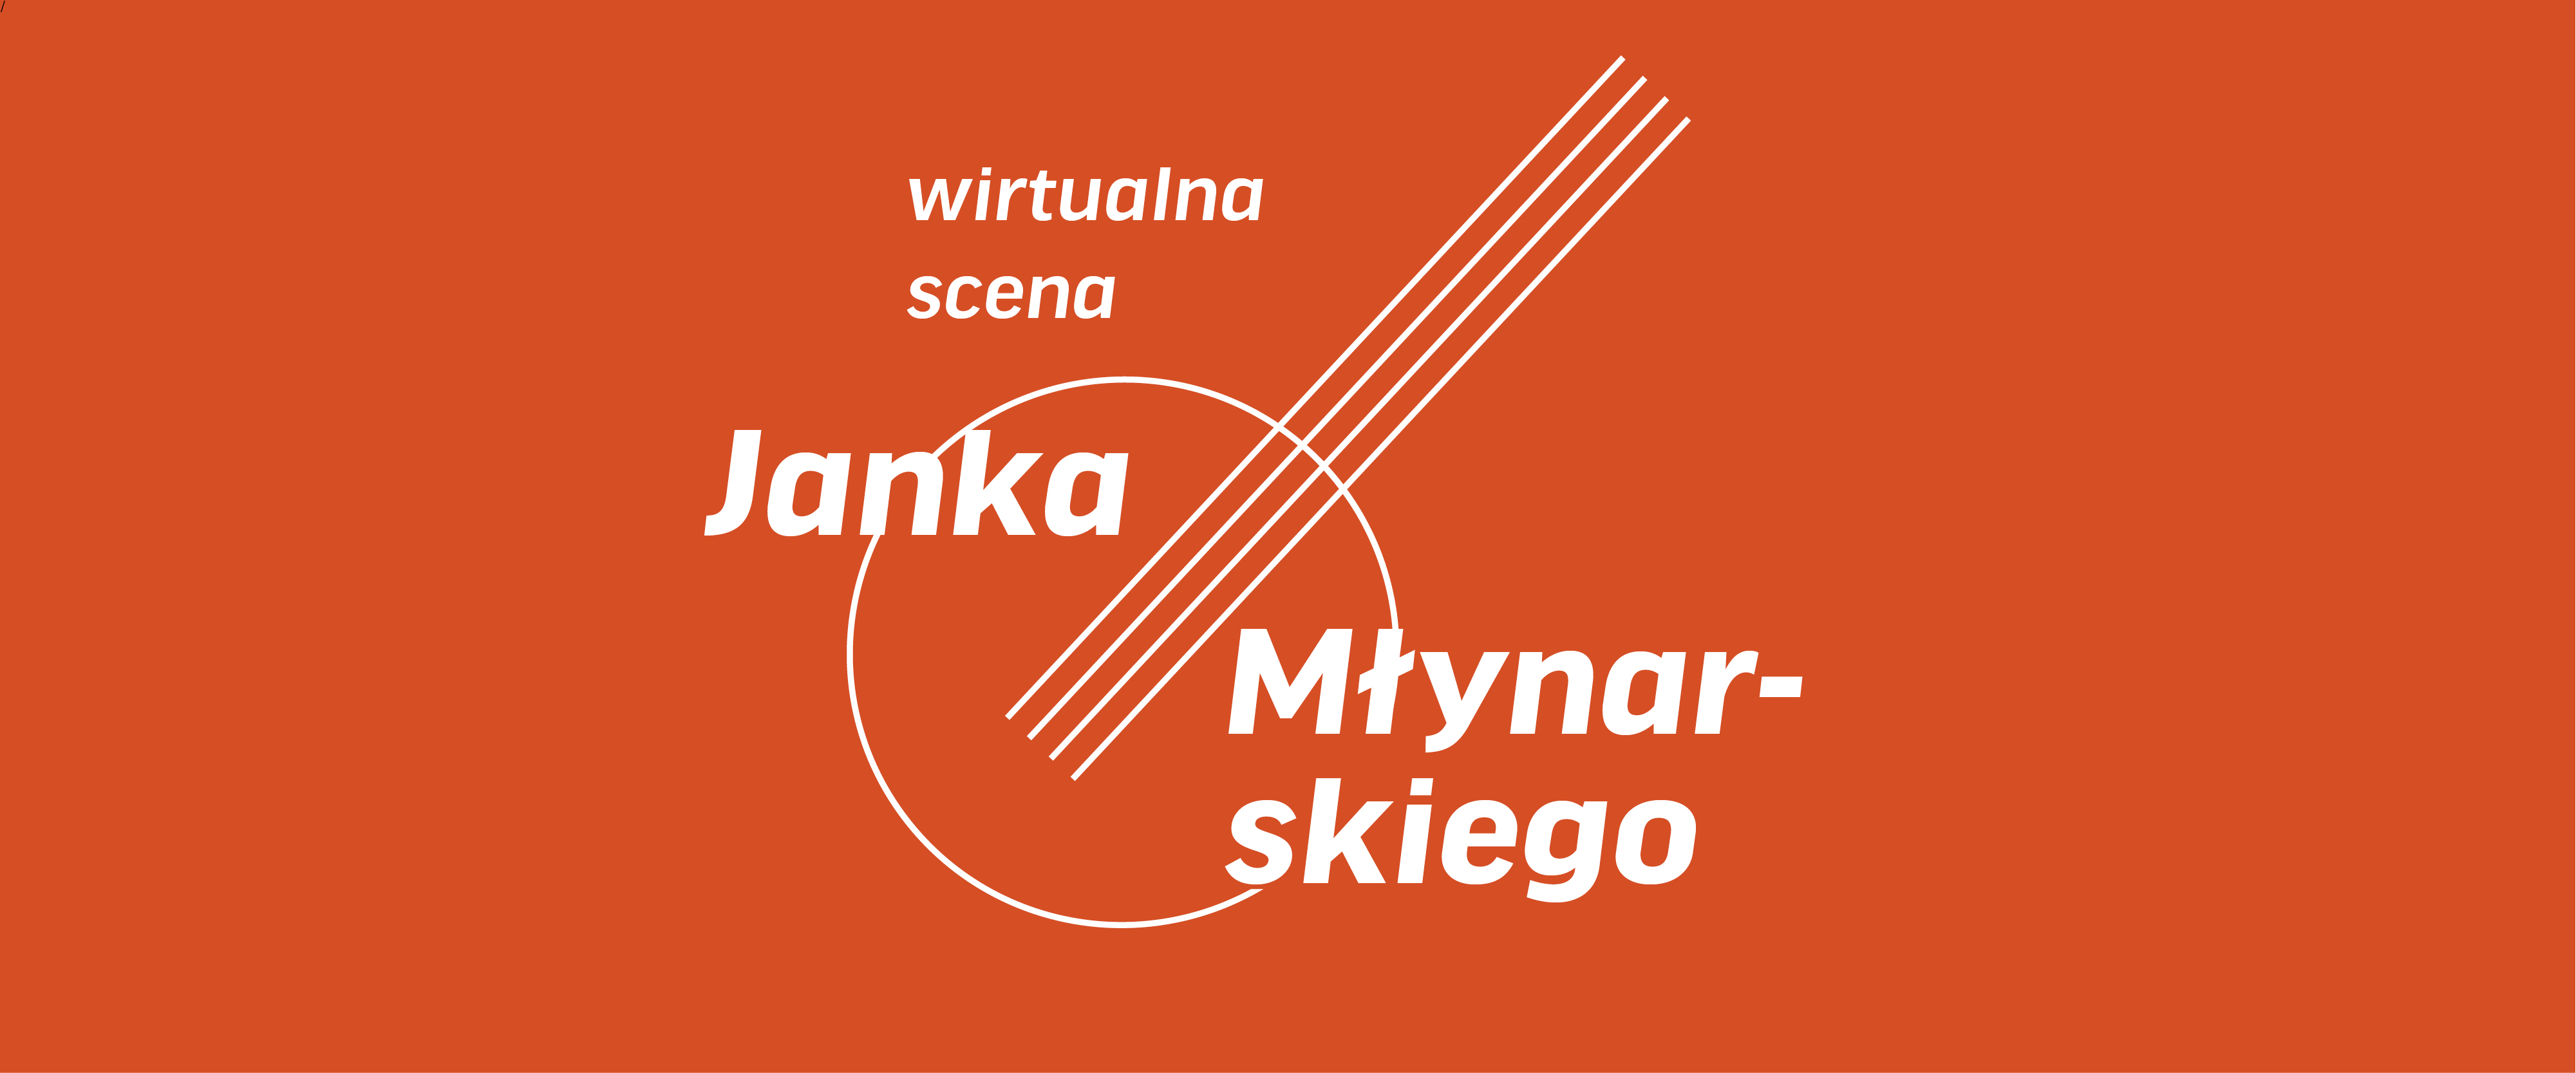 /
wirtualna
scena
Janka
Młynar-
skiego